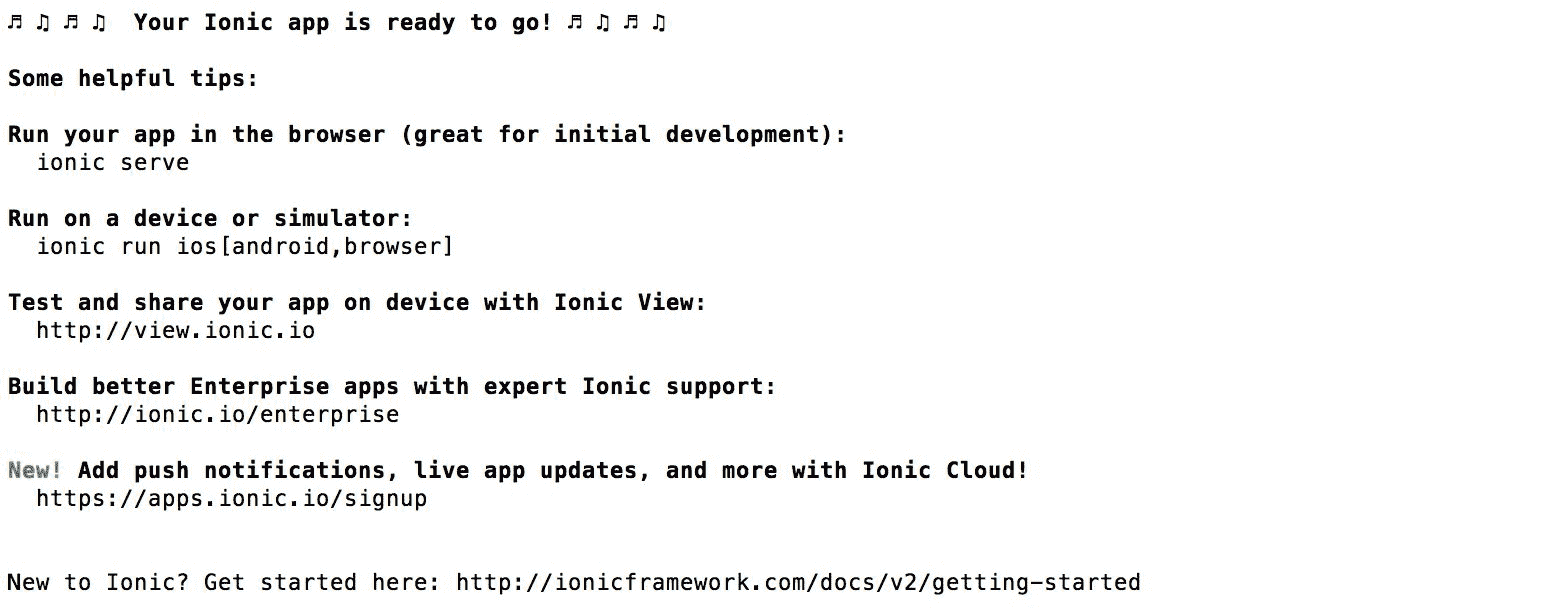 ♬ ♫ ♬ ♫  Your Ionic app is ready to go! ♬ ♫ ♬ ♫
Some helpful tips:
Run your app in the browser (great for initial development):
  ionic serve
Run on a device or simulator:
  ionic run ios[android,browser]
Test and share your app on device with Ionic View:
  http://view.ionic.io
Build better Enterprise apps with expert Ionic support:
  http://ionic.io/enterprise
New! Add push notifications, live app updates, and more with Ionic Cloud!
  https://apps.ionic.io/signup
New to Ionic? Get started here: http://ionicframework.com/docs/v2/getting-started